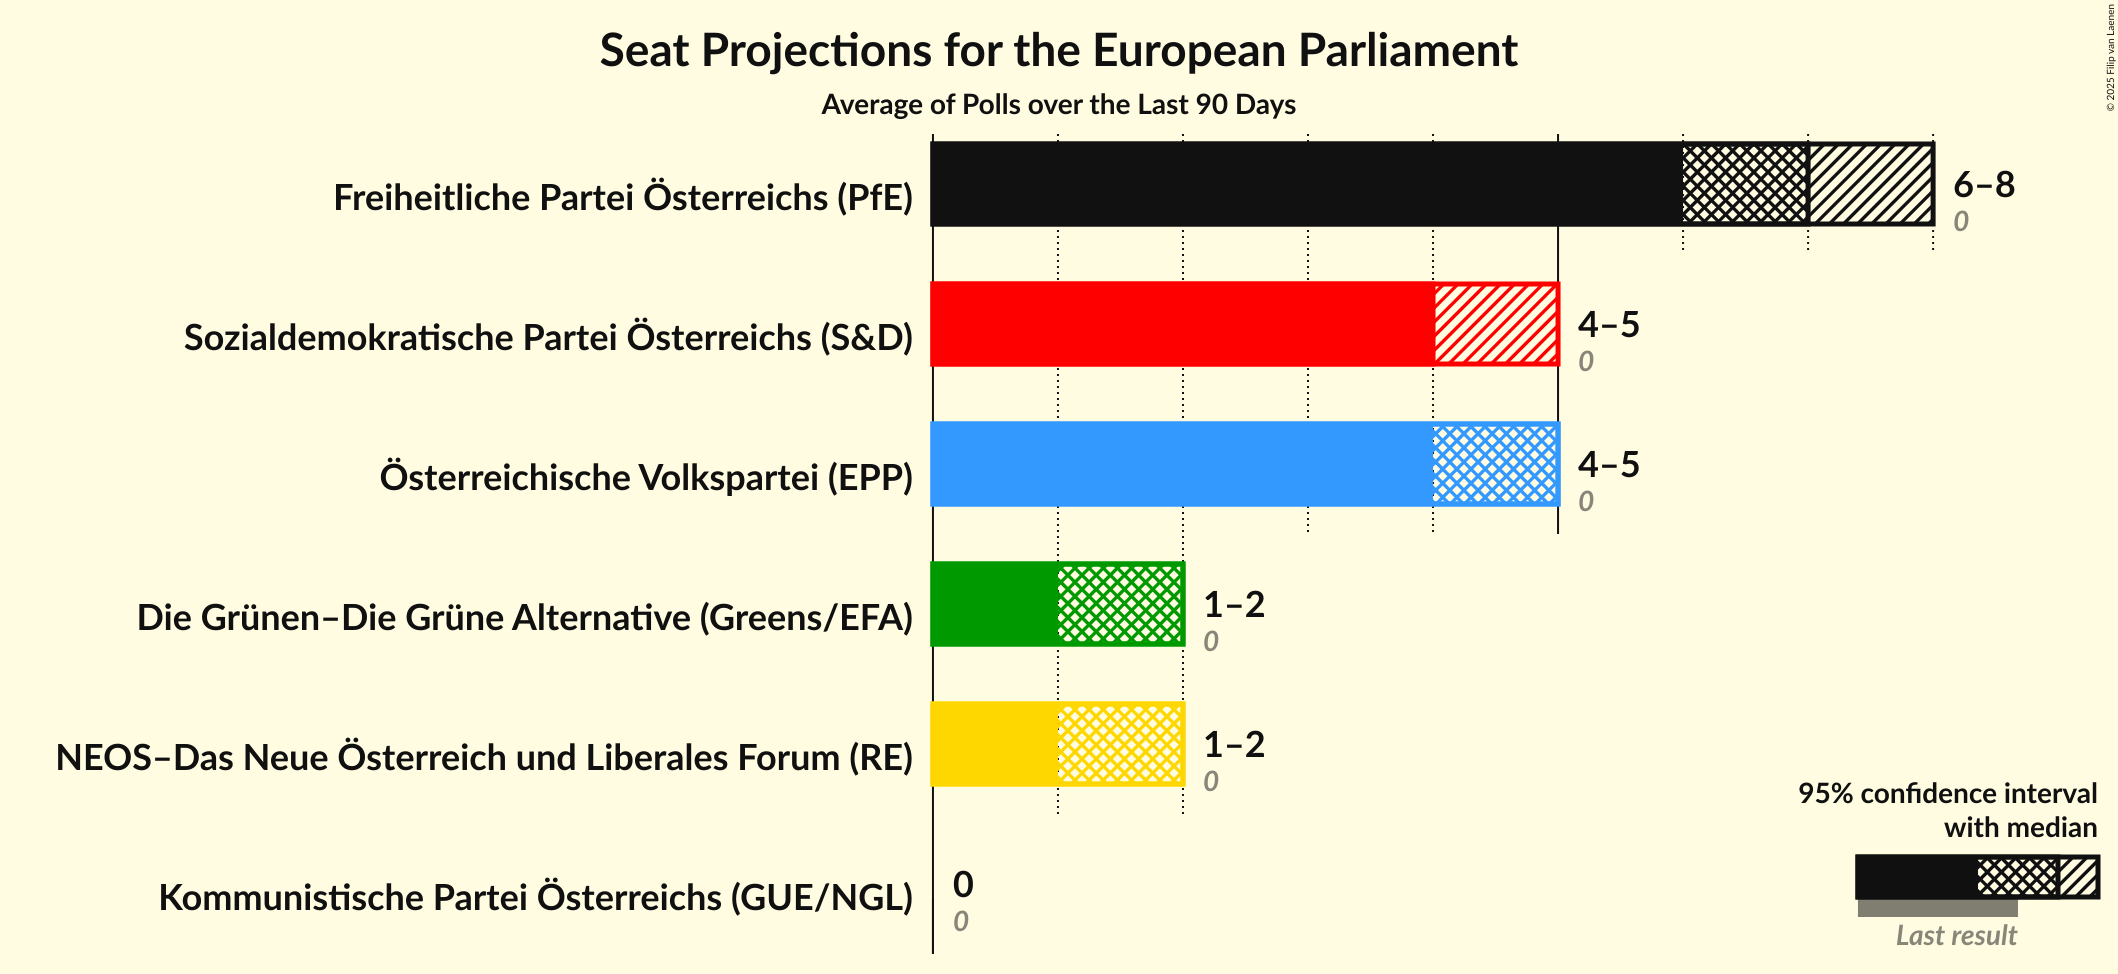 Seat Projections for the European Parliament
Average of Polls over the Last 90 Days
© 2025 Filip van Laenen
Freiheitliche Partei Österreichs (PfE)
6–8
0
Sozialdemokratische Partei Österreichs (S&D)
4–5
0
Österreichische Volkspartei (EPP)
4–5
0
Die Grünen–Die Grüne Alternative (Greens/EFA)
1–2
0
NEOS–Das Neue Österreich und Liberales Forum (RE)
1–2
0
Kommunistische Partei Österreichs (GUE/NGL)
0
0
95% confidence interval
with median
Last result